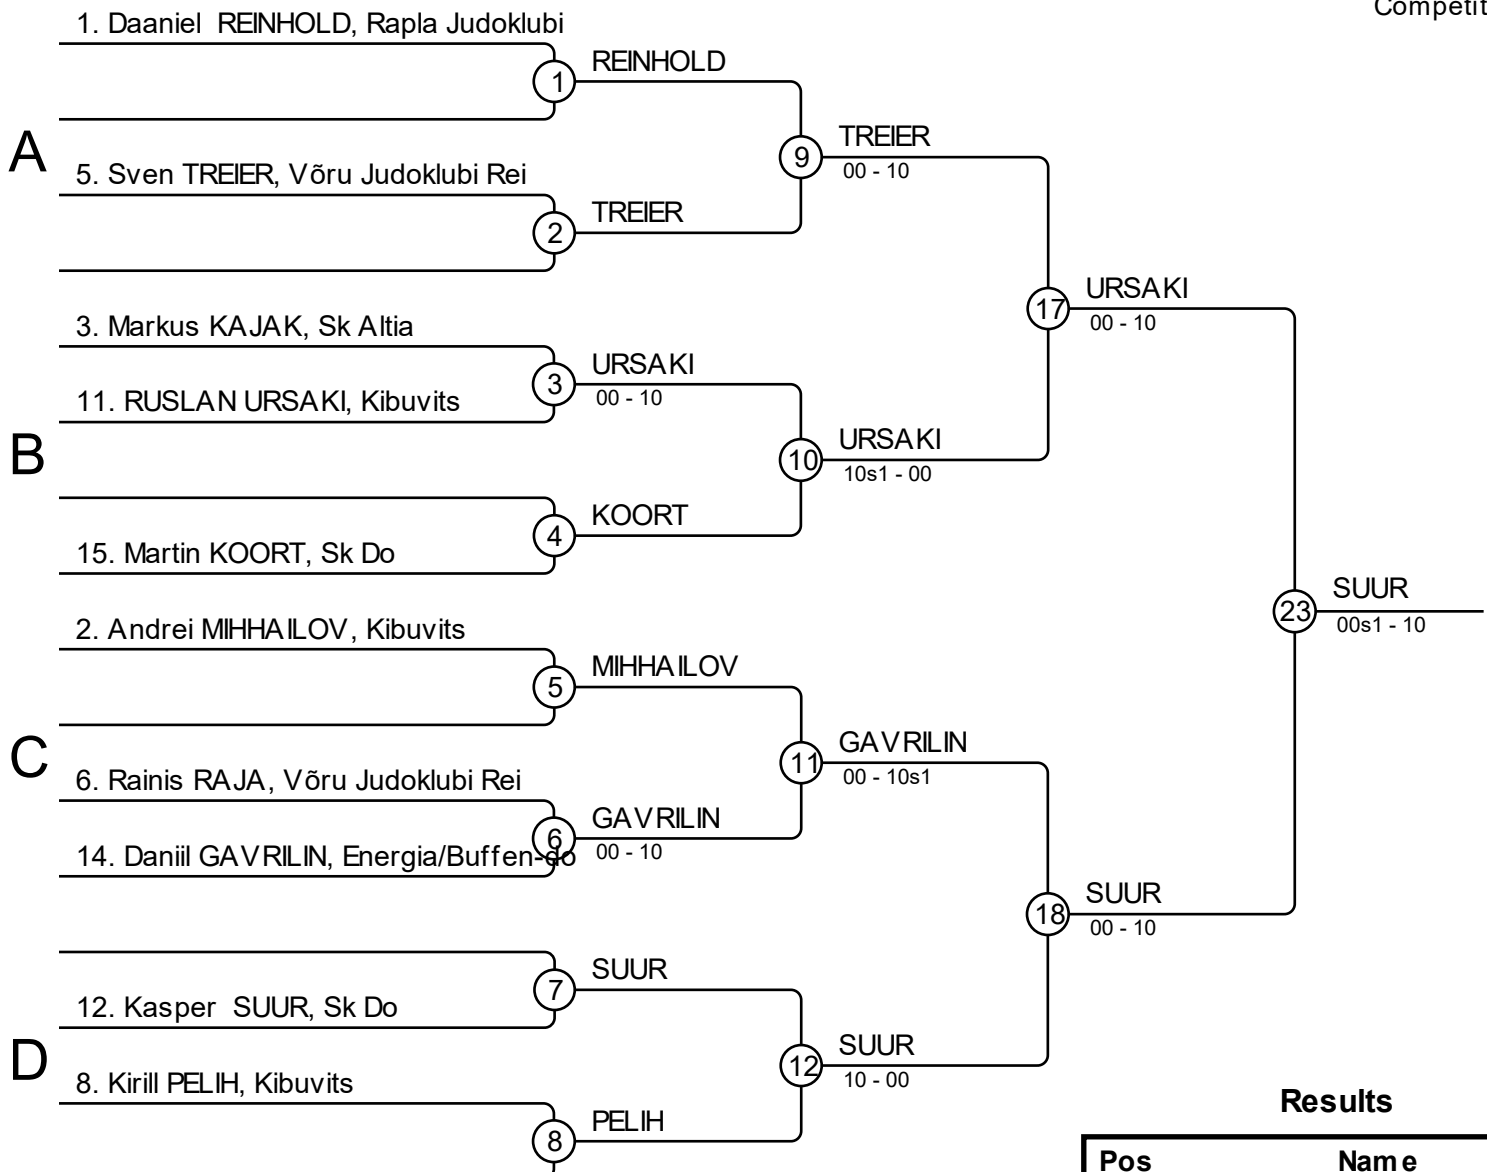 Competit
1. Daaniel REINHOLD, Rapla Judoklubi
1
REINHOLD
A
9
TREIER
00 - 10
5. Sven TREIER, Võru Judoklubi Rei
2
TREIER
17
URSAKI
00 - 10
3. Markus KAJAK, Sk Altia
3
URSAKI
00 - 10
11. RUSLAN URSAKI, Kibuvits
B
10
URSAKI
10s1 - 00
4
KOORT
15. Martin KOORT, Sk Do
23
SUUR
00s1 - 10
2. Andrei MIHHAILOV, Kibuvits
5
MIHHAILOV
C
11
GAVRILIN
00 - 10s1
6. Rainis RAJA, Võru Judoklubi Rei
6
GAVRILIN
00 - 10
14. Daniil GAVRILIN, Energia/Buffen-do
18
SUUR
00 - 10
7
SUUR
12. Kasper SUUR, Sk Do
D
12
SUUR
10 - 00
8. Kirill PELIH, Kibuvits
8
PELIH
Results
Pos Name